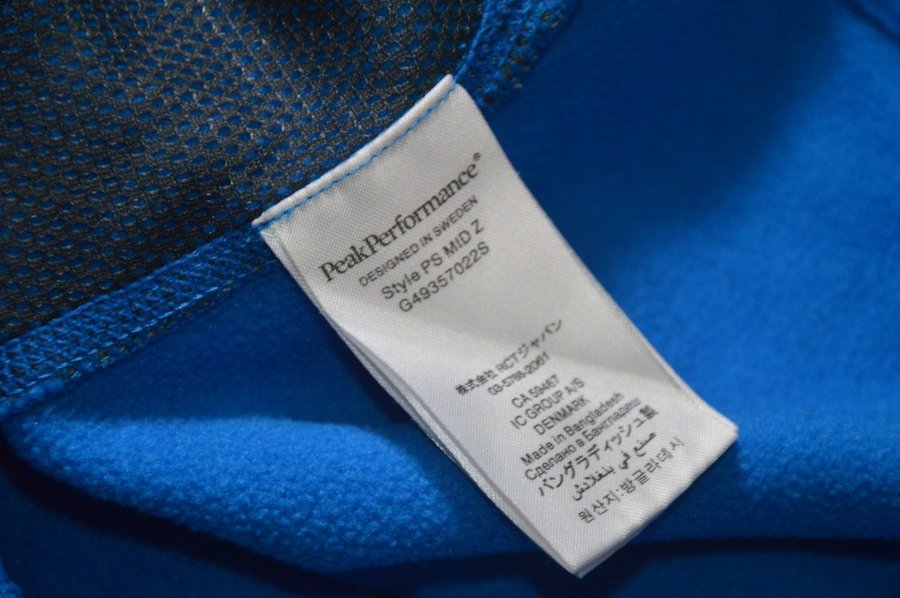 PeakPerformance®
DESIGNED IN SWEDEN
Style PS MID Z
G49357022S
株式会社 RCTジャパン
03-5768-2061
CA 59467
IC GROUP A/S
DENMARK
Made in Bangladesh
Сделано в Бангладеш
バングラディッシュ製
صنع في بنغلادش
원산지:방글라데시